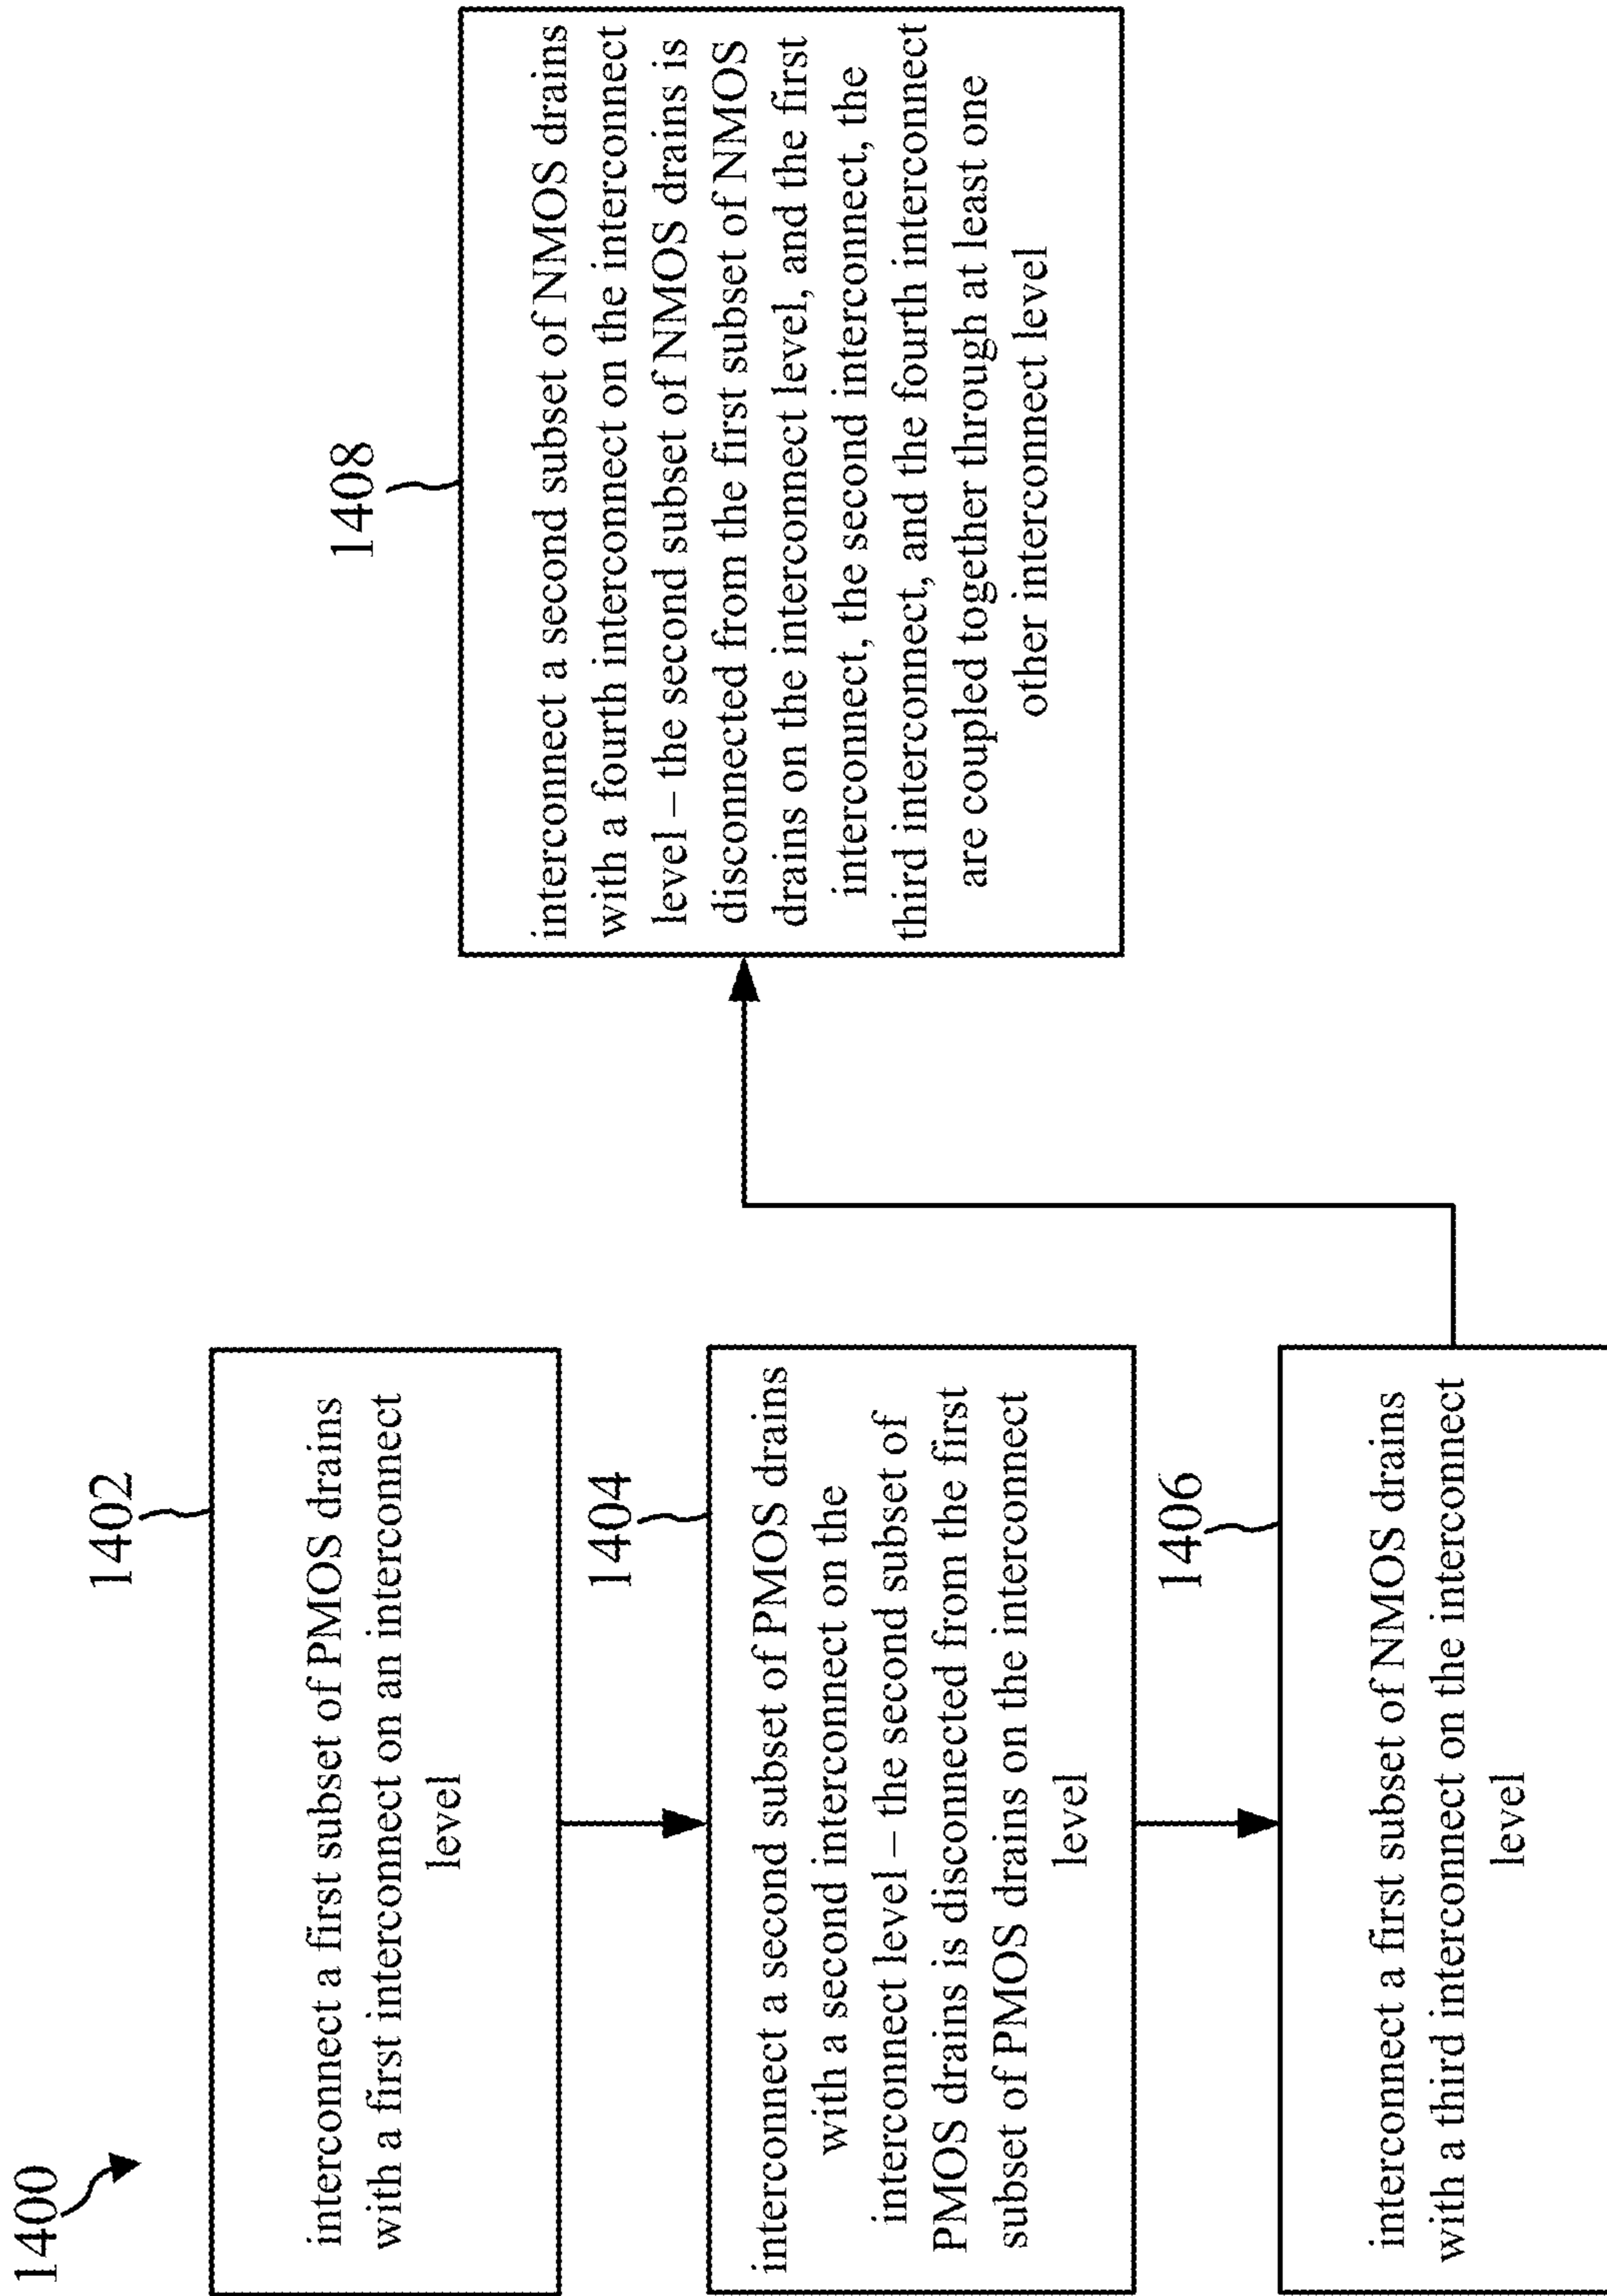 1400
1402
interconnect a first subset of PMOS drains
with a first interconnect on an interconnect
level
1404
interconnect a second subset of PMOS drains
with a second interconnect on the
interconnect level – the second subset of
PMOS drains is disconnected from the first
subset of PMOS drains on the interconnect
level
1406
interconnect a first subset of NMOS drains
with a third interconnect on the interconnect
level
1408
interconnect a second subset of NMOS drains
with a fourth interconnect on the interconnect
level – the second subset of NMOS drains is
disconnected from the first subset of NMOS
drains on the interconnect level, and the first
interconnect, the second interconnect, the
third interconnect, and the fourth interconnect
are coupled together through at least one
other interconnect level